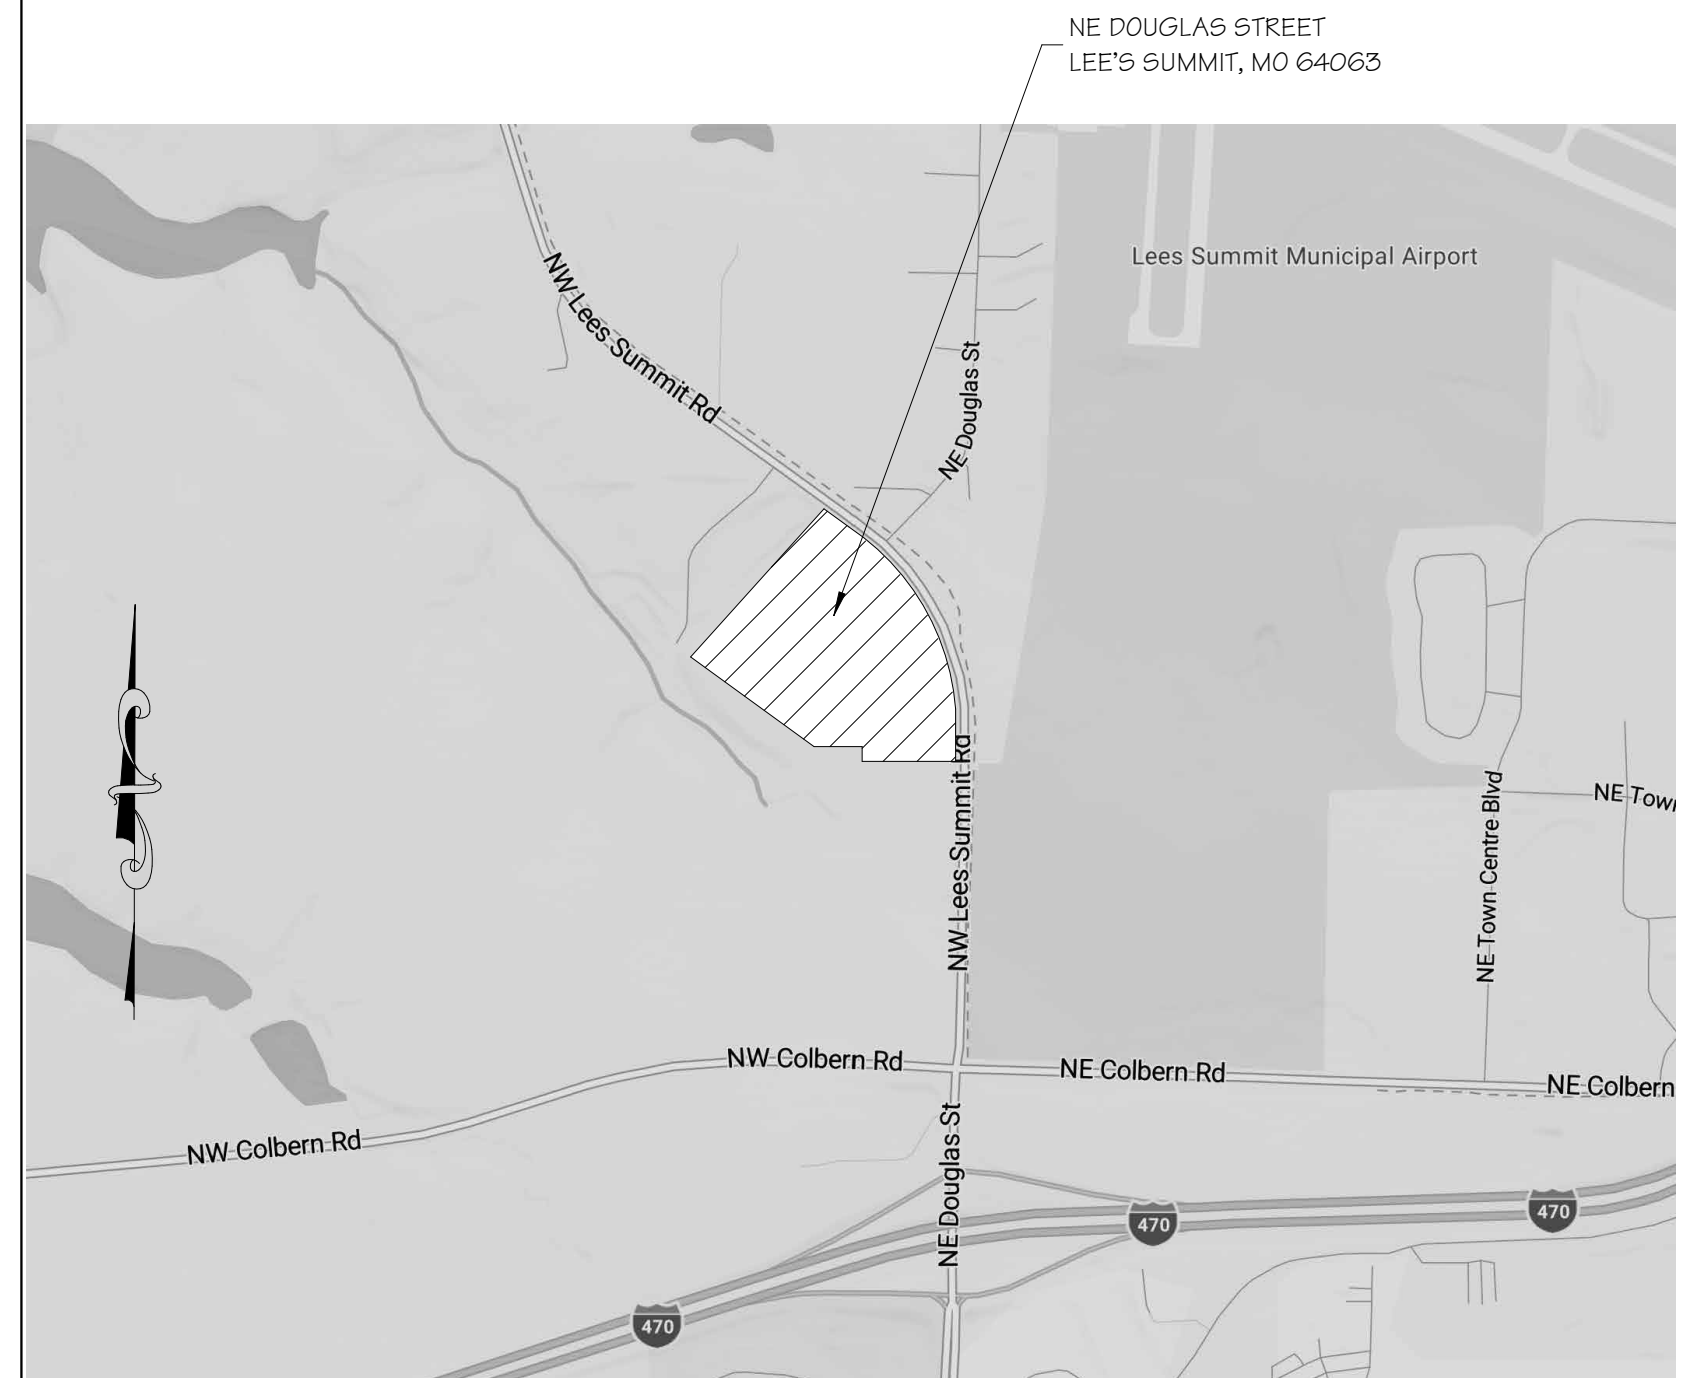 NE DOUGLAS STREET
LEE'S SUMMIT, MO 64063
Lees Summit Municipal Airport
NW Lees Summit Rd
NE Douglas St
NW Lees Summit Rd
NE Town Centre Blvd
NE Town
NW Colbern Rd
NE Colbern Rd
NE Colbern
NW Colbern Rd
NE Douglas St
470
470
470